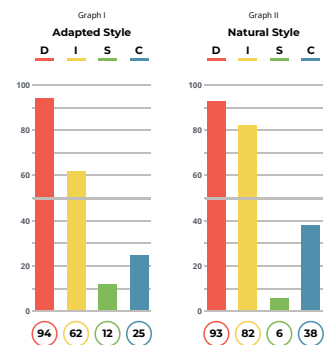 Graph I
Adapted Style
D I S C
100
80
60
40
20
0
94 62 12 25
Graph II
Natural Style
D I S C
100
80
60
40
20
0
93 82 6 38